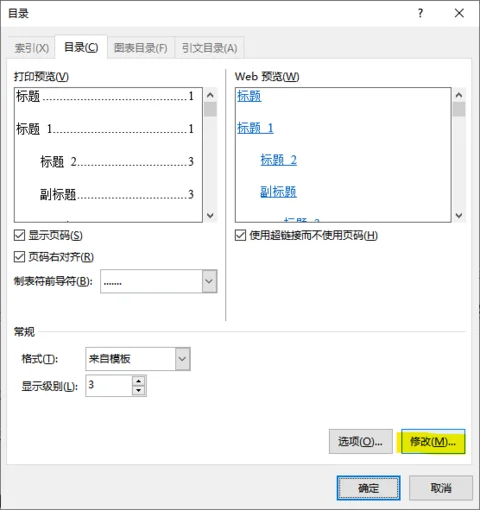 目录
? ×
索引(X) 目录(C) 图表目录(F) 引文目录(A)
打印预览(V)
标题.......................................1
标题 1.....................................1
标题 2.............................3
副标题.............................3
Web 预览(W)
标题
标题 1
标题 2
副标题
显示页码(S)
页码右对齐(R)
制表符前导符(B): .......
使用超链接而不使用页码(H)
常规
格式(T): 来自模板
显示级别(L): 3
选项(O)... 修改(M)...
确定 取消